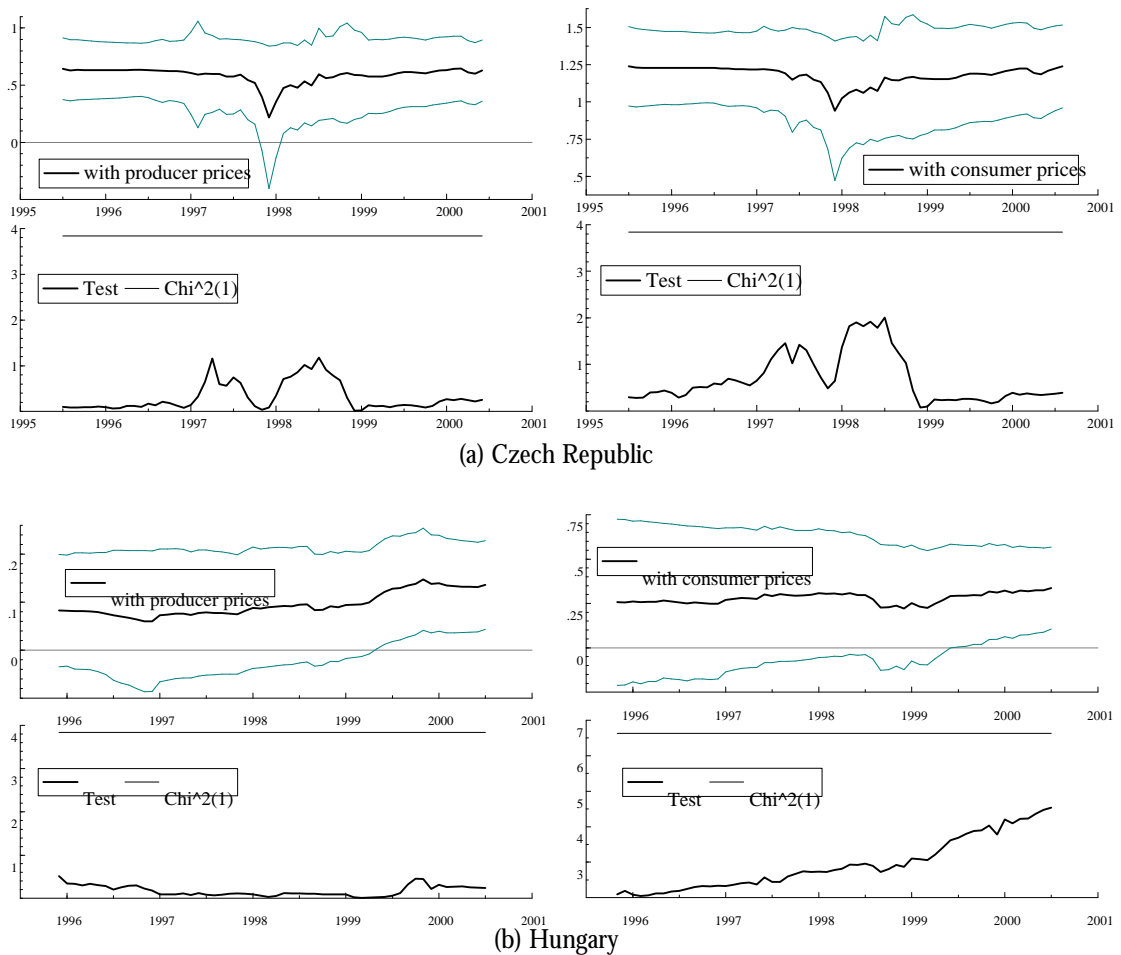 1
.5
0
with producer prices
1995 1996 1997 1998 1999 2000 2001
1.5
1.25
1
.75
.5
with consumer prices
1995 1996 1997 1998 1999 2000 2001
4
3
2
1
Test Chi^2(1)
1995 1996 1997 1998 1999 2000 2001
4
3
2
1
Test Chi^2(1)
1995 1996 1997 1998 1999 2000 2001
(a) Czech Republic
.2
.1
0
with producer prices
1996 1997 1998 1999 2000 2001
.75
.5
.25
0
with consumer prices
1996 1997 1998 1999 2000 2001
4
3
2
1
Test Chi^2(1)
1996 1997 1998 1999 2000 2001
7
6
5
4
3
Test Chi^2(1)
1996 1997 1998 1999 2000 2001
(b) Hungary